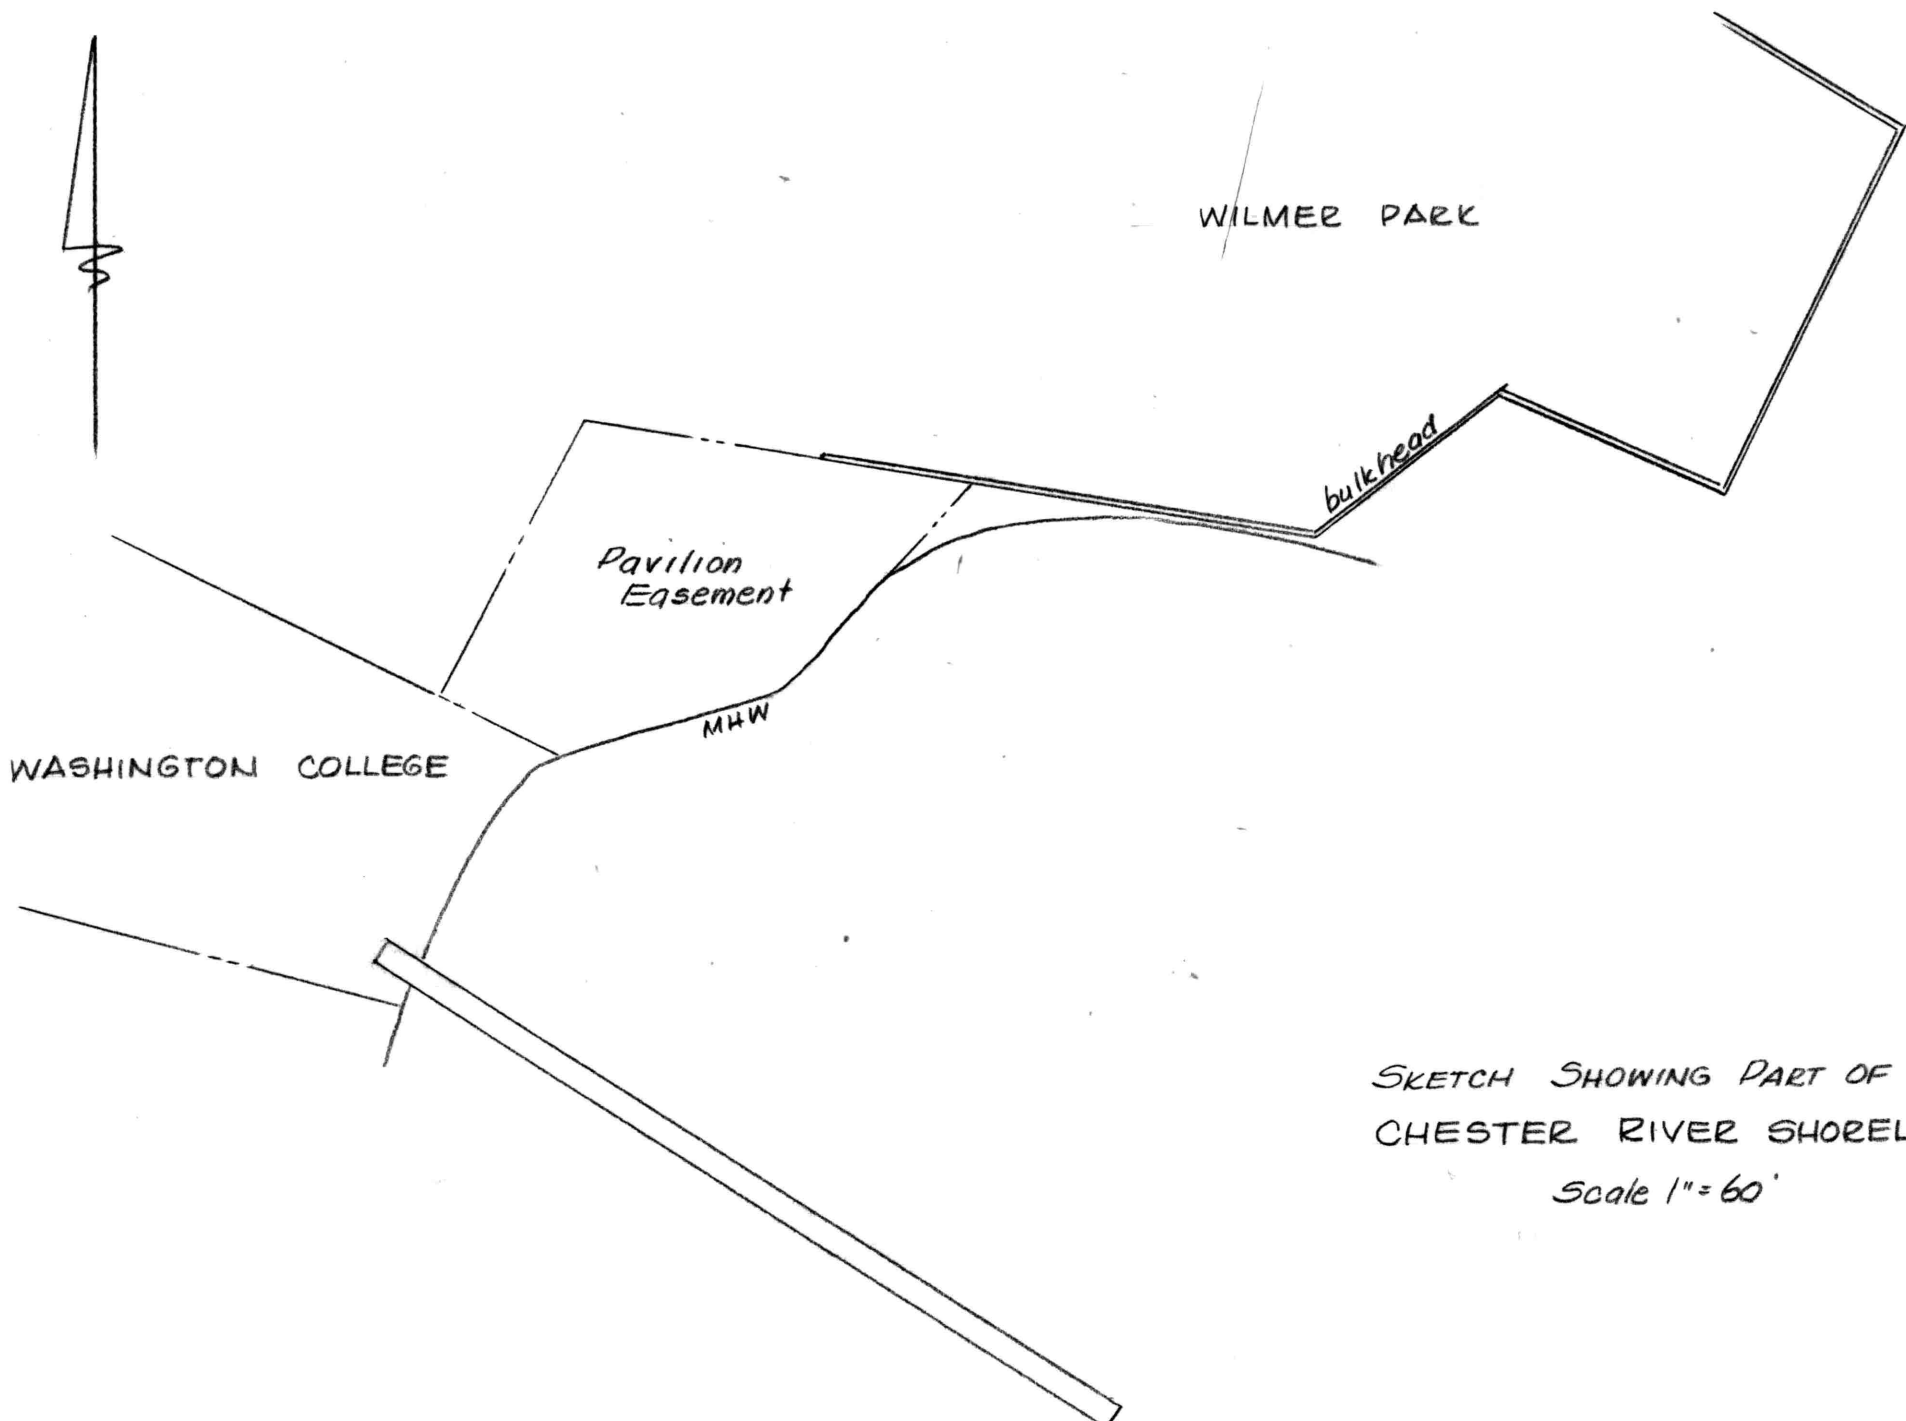 WILMER PARK
bulkhead
Pavilion
Easement
MHW
WASHINGTON COLLEGE
SKETCH SHOWING PART OF
CHESTER RIVER SHOREL
Scale 1"=60'